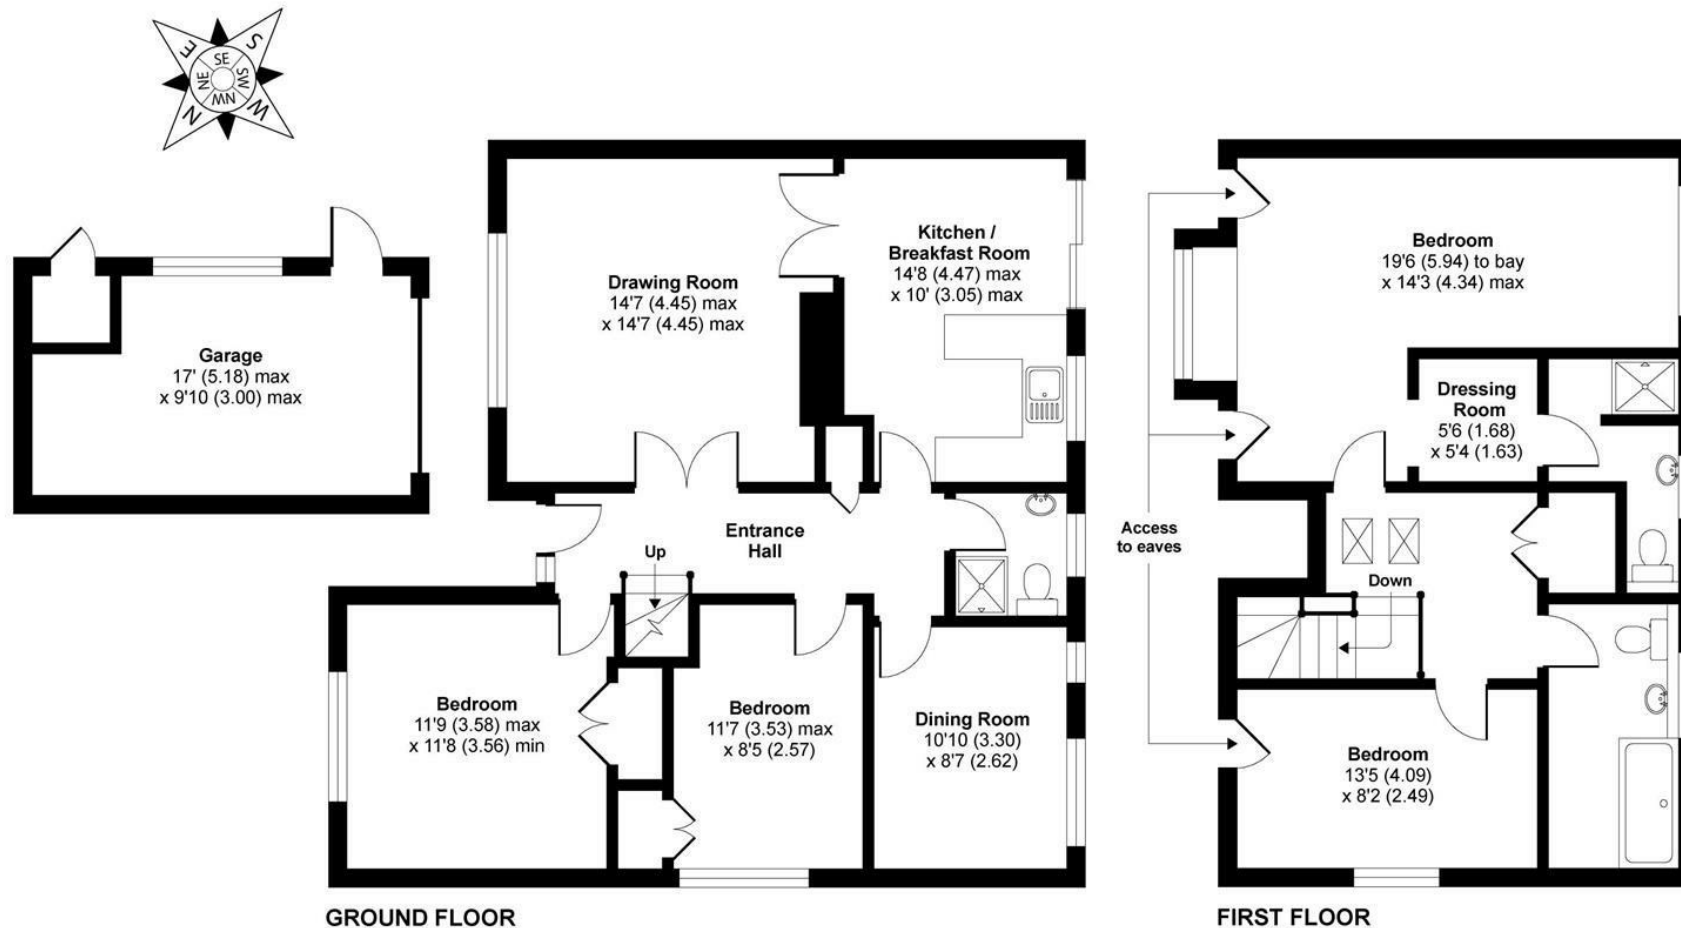 E
S
SE
NE
SW
NW
N
W
Garage
17' (5.18) max
x 9'10 (3.00) max
Drawing Room
14'7 (4.45) max
x 14'7 (4.45) max
Kitchen /
Breakfast Room
14'8 (4.47) max
x 10' (3.05) max
Entrance
Hall
Up
Bedroom
11'9 (3.58) max
x 11'8 (3.56) min
Bedroom
11'7 (3.53) max
x 8'5 (2.57)
Dining Room
10'10 (3.30)
x 8'7 (2.62)
GROUND FLOOR
Bedroom
19'6 (5.94) to bay
x 14'3 (4.34) max
Dressing
Room
5'6 (1.68)
x 5'4 (1.63)
Access
to eaves
Down
Bedroom
13'5 (4.09)
x 8'2 (2.49)
FIRST FLOOR